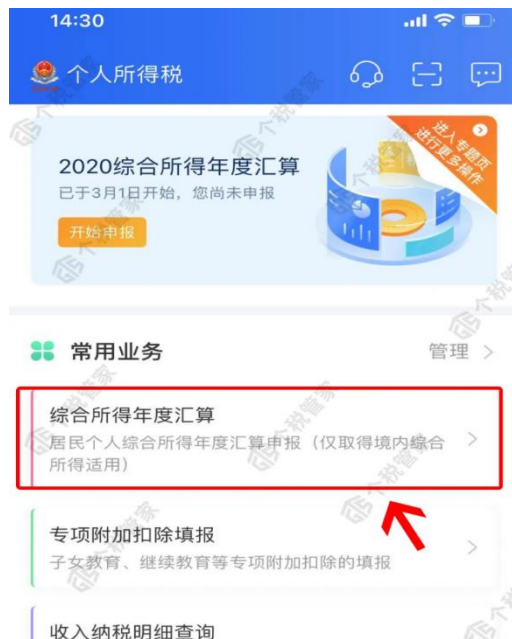 14:30
个人所得税
进入专题页
进行更多操作
2020综合所得年度汇算
已于3月1日开始，您尚未申报
开始申报
常用业务
管理
综合所得年度汇算
居民个人综合所得年度汇算申报（仅取得境内综合
所得适用）
专项附加扣除填报
子女教育、继续教育等专项附加扣除的填报
收入纳税明细查询
个税管家